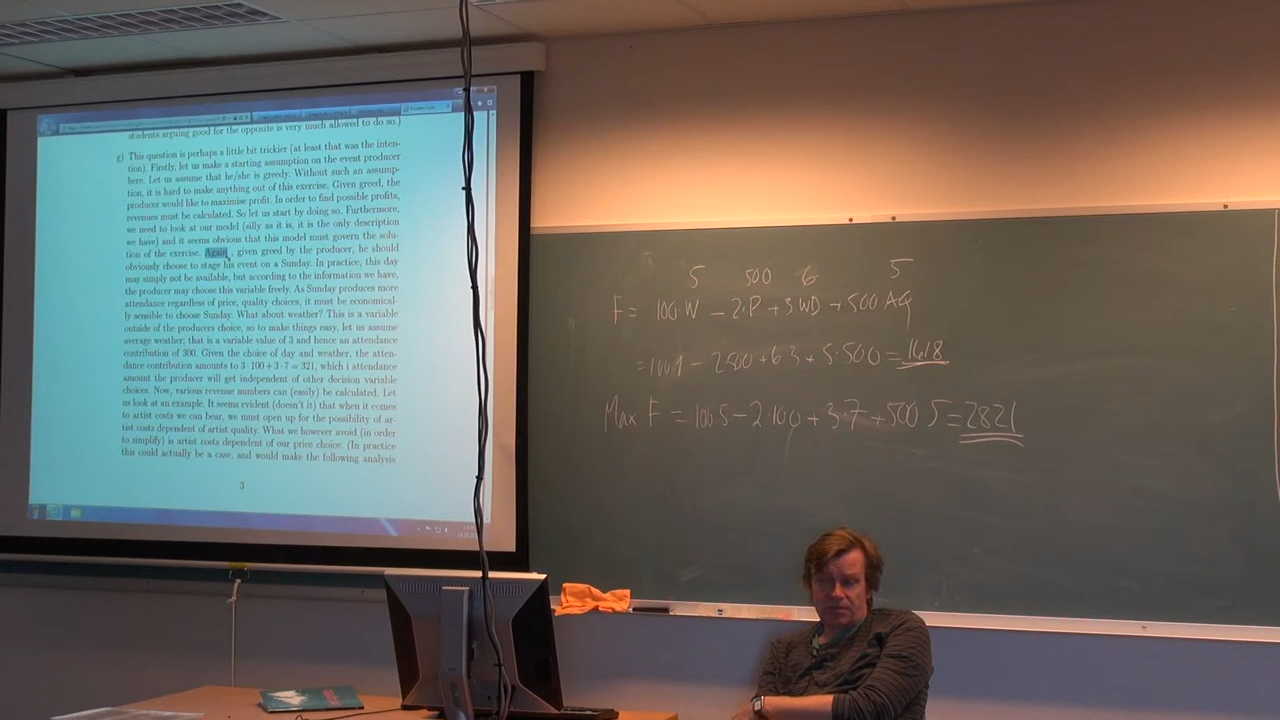 students arguing good for the opposite is very much allowed to do so.)
g) This question is perhaps a little bit trickier (at least that was the inten-
tion). Firstly, let us make a starting assumption on the event producer
here. Let us assume that he/she is greedy. Without such an assump-
tion, it is hard to make anything out of this exercise. Given greed, the
producer would like to maximise profit. In order to find possible profits,
revenues must be calculated. So let us start by doing so. Furthermore,
we need to look at our model (silly as it is, it is the only description
we have) and it seems obvious that this model must govern the solu-
tion of the exercise. Again, given greed by the producer, he should
obviously choose to stage his event on a Sunday. In practice, this day
may simply not be available, but according to the information we have,
the producer may choose this variable freely. As Sunday produces more
attendance regardless of price, quality choices, it must be economical-
ly sensible to choose Sunday. What about weather? This is a variable
outside of the producers choice, so to make things easy, let us assume
average weather; that is a variable value of 3 and hence an attendance
contribution of 300. Given the choice of day and weather, the atten-
dance contribution amounts to 3·100+3·7 = 321, which i attendance
amount the producer will get independent of other decision variable
choices. Now, various revenue numbers can (easily) be calculated. Let
us look at an example. It seems evident (doesn't it) that when it comes
to artist costs we can bear, we must open up for the possibility of ar-
tist costs dependent of artist quality. What we however avoid (in order
to simplify) is artist costs dependent of our price choice. (In practice
this could actually be a case, and would make the following analysis
3
5 500 6 5
F = 100·W - 2·P + 3 WD + 500 AQ
= 100·1 - 2·500 + 6·3 + 5·500 = 1618
Max F = 100·5 - 2·100 + 3·7 + 500·5 = 2821